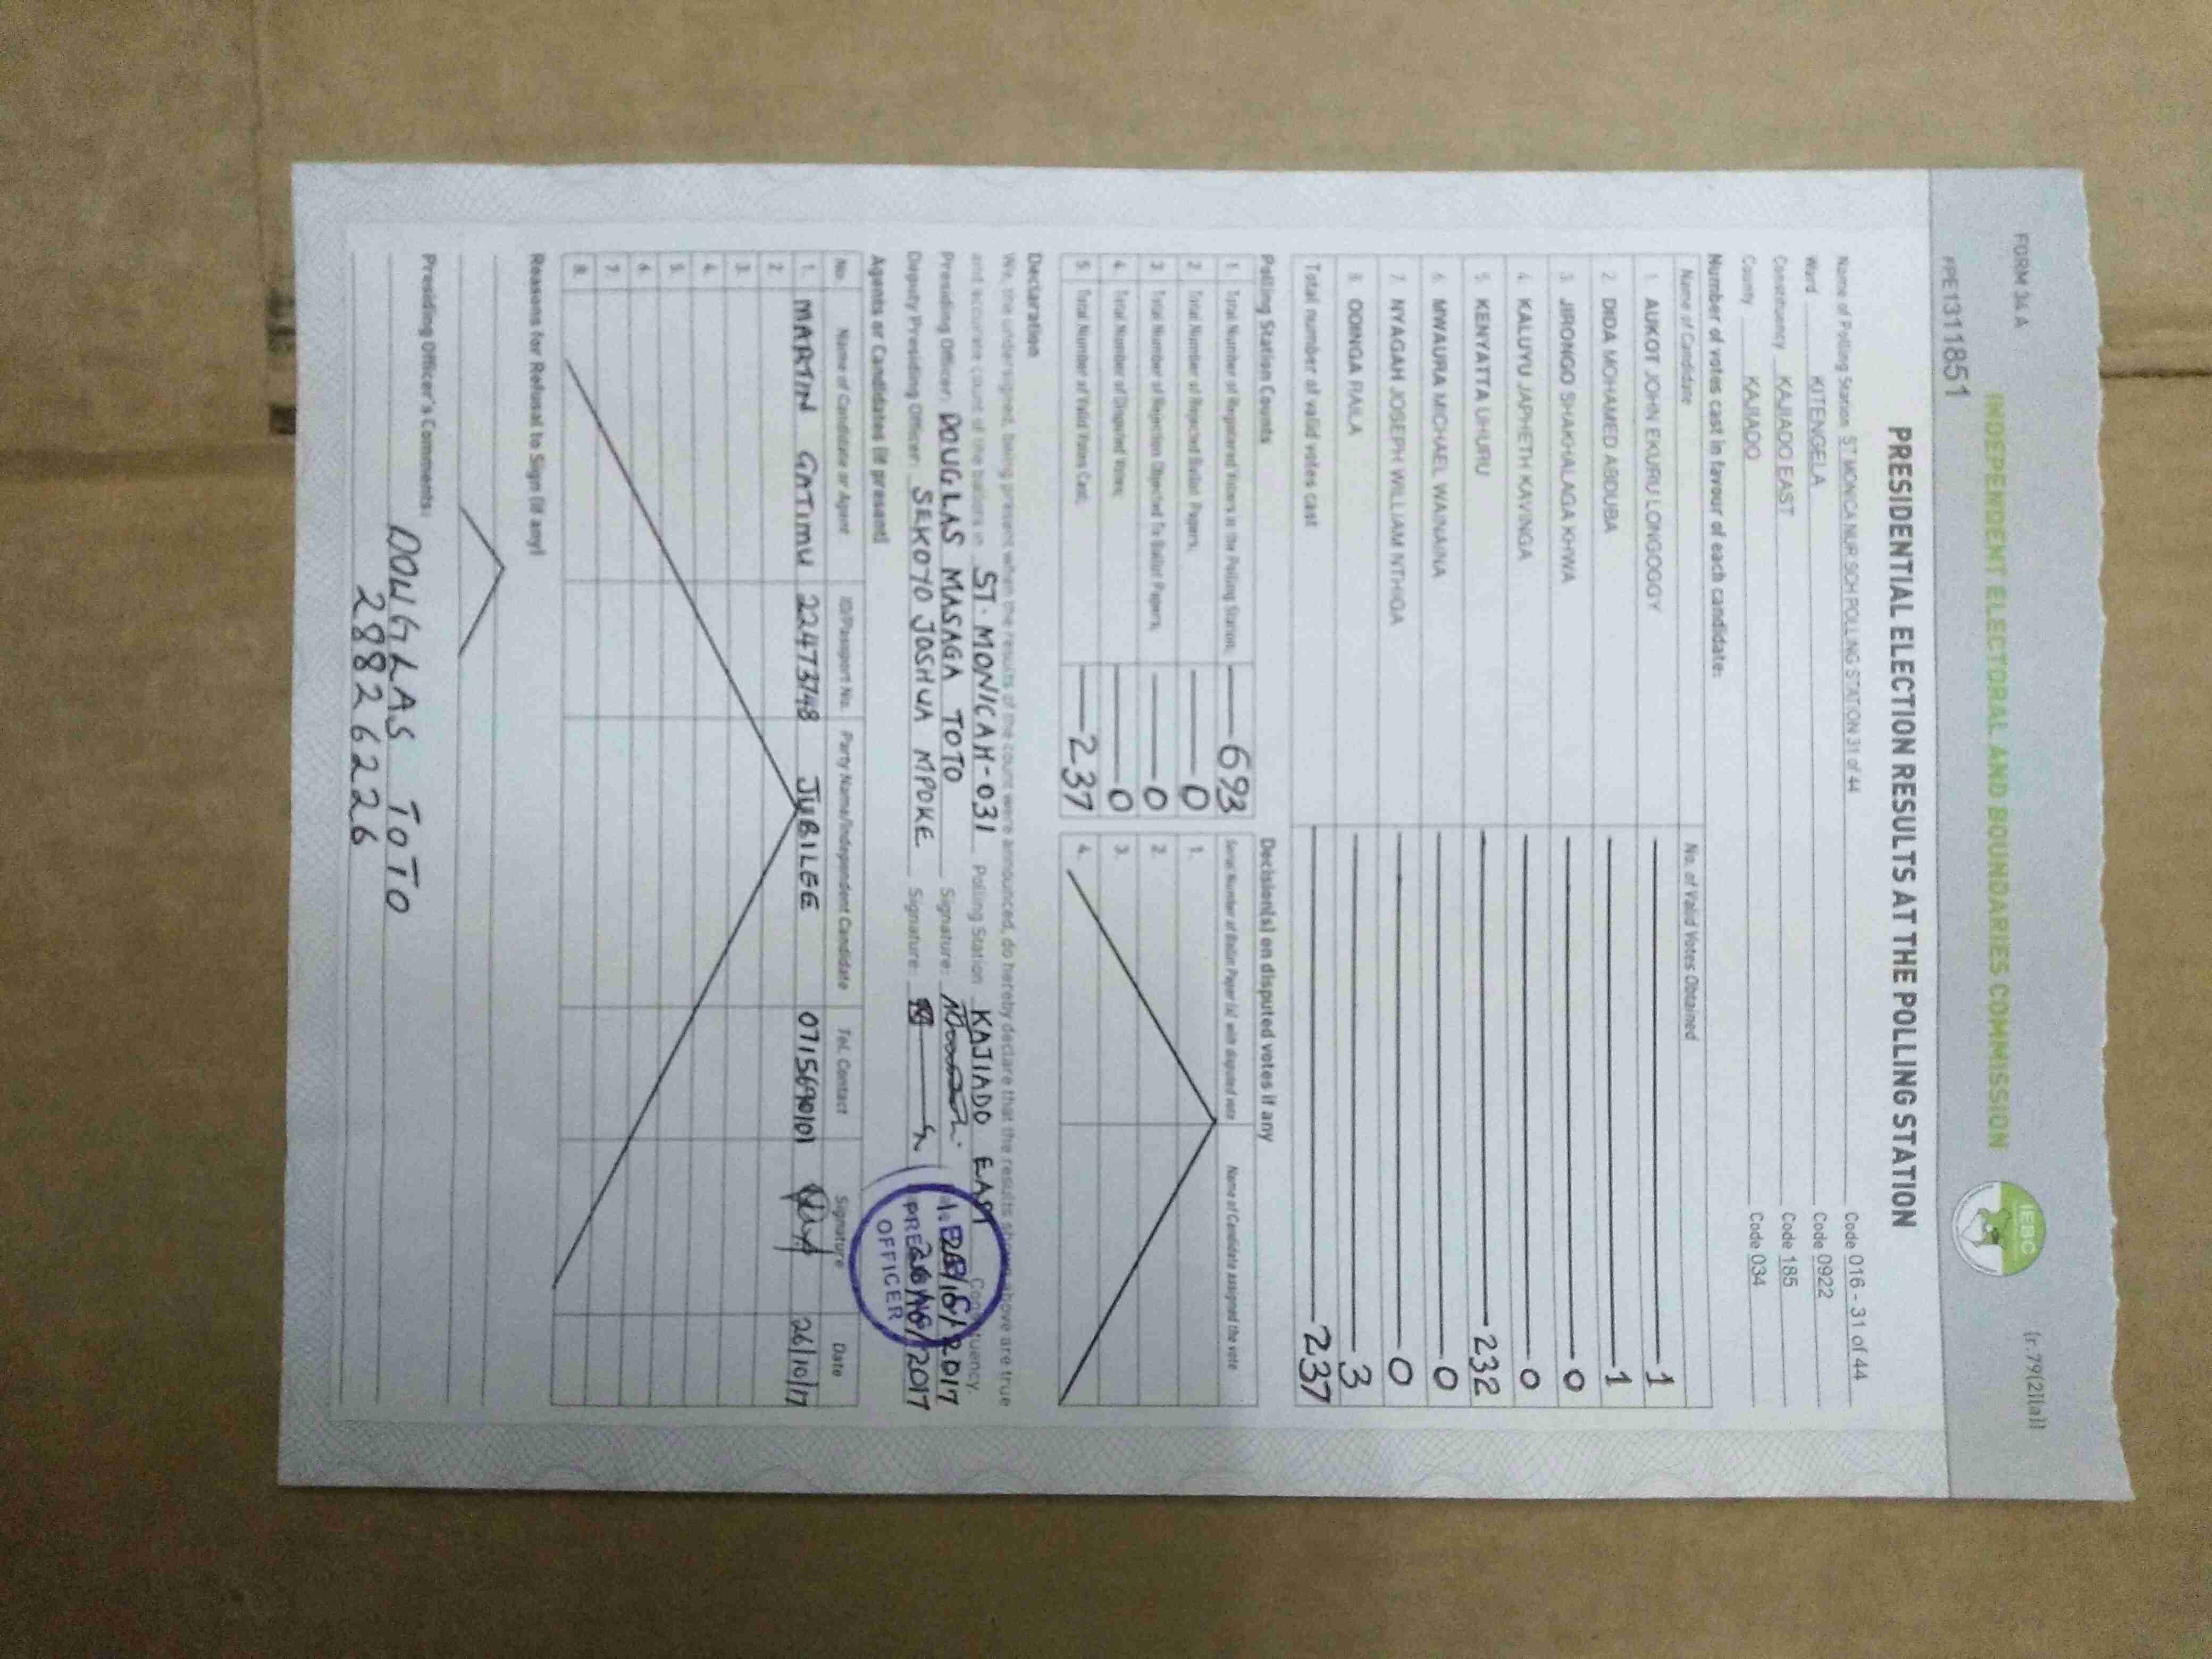 FORM 34 A
(r.79(2)(a))
INDEPENDENT ELECTORAL AND BOUNDARIES COMMISSION
IEBC
PPE1311851
PRESIDENTIAL ELECTION RESULTS AT THE POLLING STATION
Name of Polling Station ST MONICA NUR SCH POLLING STATION 31 of 44 Code 016 - 31 of 44
Ward KITENGELA Code 0922
Constituency KAJIADO EAST Code 185
County KAJIADO Code 034
Number of votes cast in favour of each candidate:
Name of Candidate No. of Valid Votes Obtained
1. AUKOT JOHN EKURU LONGOGGY 1
2. DIDA MOHAMED ABDUBA 1
3. JIRONGO SHAKHALAGA KHWA 0
4. KALUYU JAPHETH KAVINGA 0
5. KENYATTA UHURU 232
6. MWAURA MICHAEL WAINAINA 0
7. NYAGAH JOSEPH WILLIAM NTHIGA 0
8. ODINGA RAILA 3
Total number of valid votes cast 237
Polling Station Counts
1. Total Number of Registered Voters in the Polling Station; 693
2. Total Number of Rejected Ballot Papers; 0
3. Total Number of Rejection Objected To Ballot Papers; 0
4. Total Number of Disputed Votes; 0
5. Total Number of Valid Votes Cast; 237
Decision(s) on disputed votes if any
Serial Number of Ballot Paper (s) with disputed vote Name of Candidate assigned the vote
1.
2.
3.
4.
Declaration
We, the undersigned, being present when the results of the count were announced, do hereby declare that the results shown above are true
and accurate count of the ballots in ST. MONICAH-031 Polling Station KAJIADO EAST Constituency.
Presiding Officer: DOUGLAS MASAGA TOTO Signature: 26/10/2017
Deputy Presiding Officer: SEKOTO JOSHUA MPOKE Signature: 26/10/2017
OFFICER
Agents or Candidates (if present)
No. Name of Candidate or Agent ID/Passport No. Party Name/Independent Candidate Tel. Contact Signature Date
1. MARTIN GATIMU 22473748 JUBILEE 0715690101 26/10/17
2.
3.
4.
5.
6.
7.
8.
Reasons for Refusal to Sign (if any)
Presiding Officer's Comments:
DOUGLAS TOTO
28826226